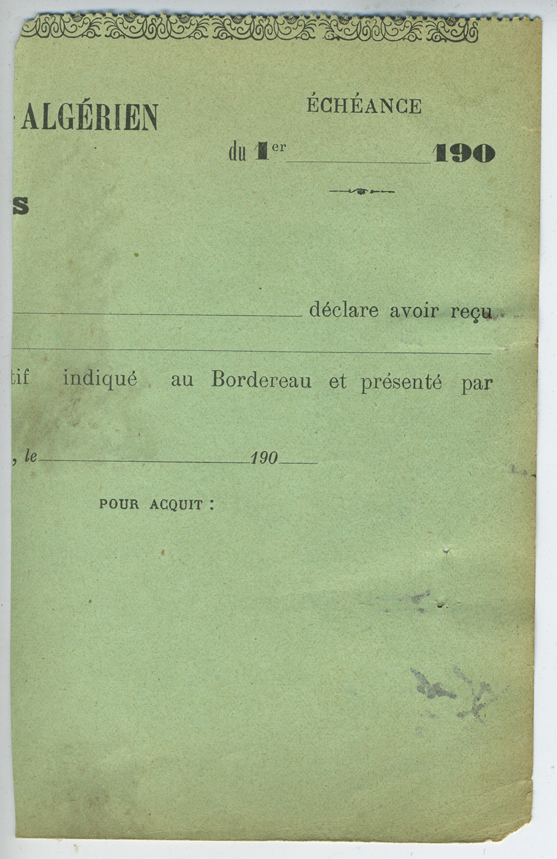 ALGÉRIEN
ÉCHÉANCE
du 1er 190
S
déclare avoir reçu
tif indiqué au Bordereau et présenté par
, le 190
POUR ACQUIT :